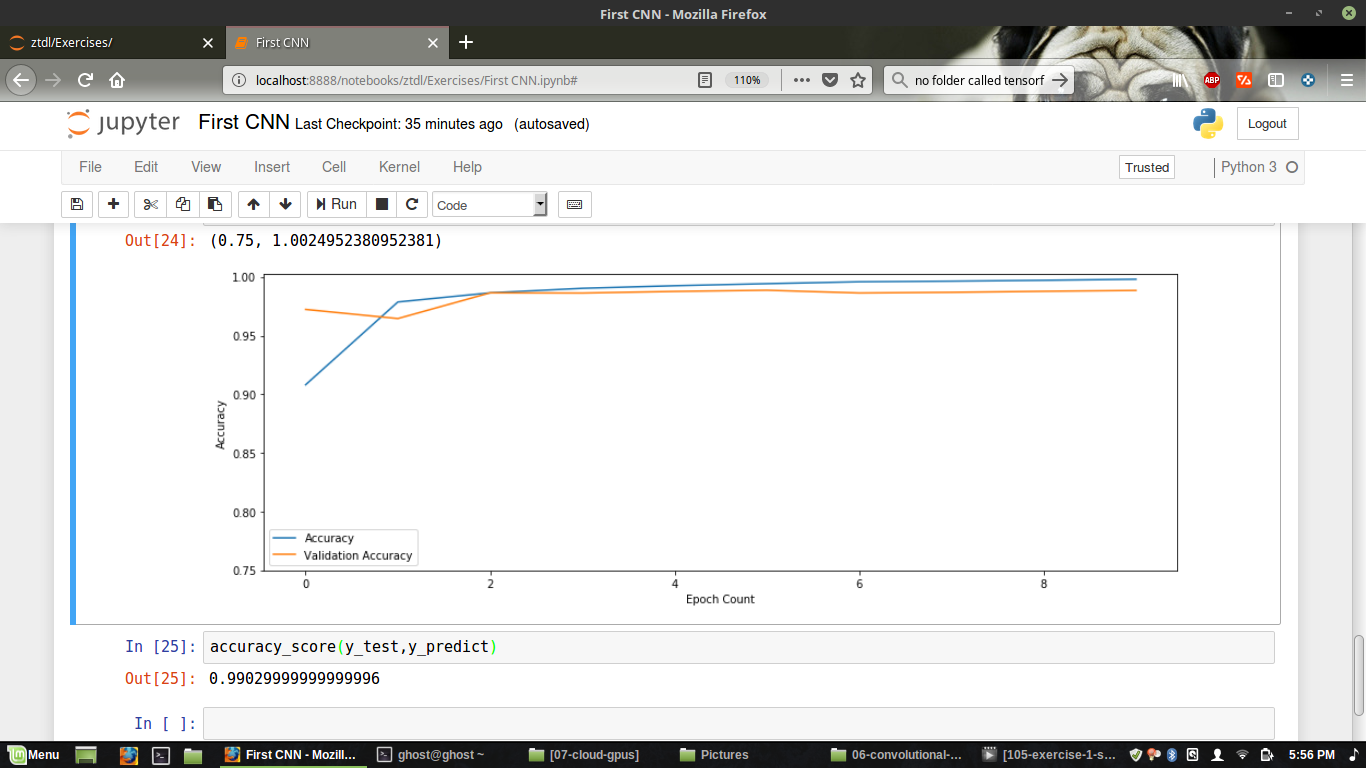 First CNN - Mozilla Firefox
ztdl/Exercises/
First CNN
localhost:8888/notebooks/ztdl/Exercises/First CNN.ipynb#
110%
no folder called tensorf
ABP
jupyter First CNN Last Checkpoint: 35 minutes ago (autosaved)
Logout
File Edit View Insert Cell Kernel Help
Trusted
Python 3
Run
Code
Out[24]: (0.75, 1.0024952380952381)
1.00
0.95
0.90
0.85
0.80
0.75
Accuracy
Accuracy
Validation Accuracy
0 2 4 6 8
Epoch Count
In [25]: accuracy_score(y_test,y_predict)
Out[25]: 0.99029999999999996
In [ ]:
Menu
First CNN - Mozill...
ghost@ghost ~
[07-cloud-gpus]
Pictures
06-convolutional-...
[105-exercise-1-s...
5:56 PM